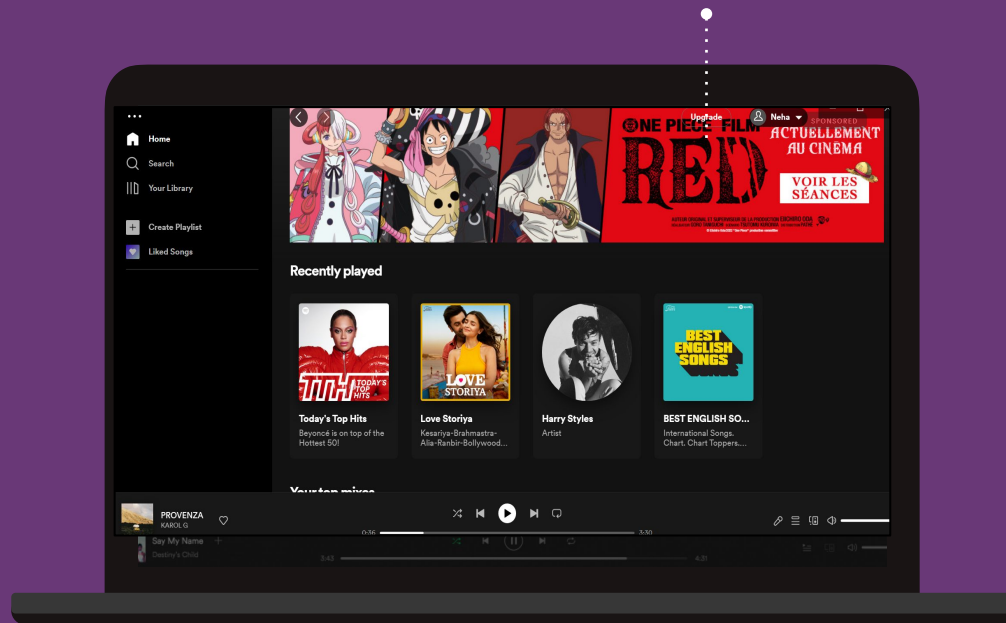 Upgrade
Neha
SPONSORED
ONE PIECE FILM
RED
ACTUELLEMENT
AU CINÉMA
VOIR LES
SÉANCES
Home
Search
Your Library
Create Playlist
Liked Songs
Recently played
TTH TODAY'S
TOP
HITS
LOVE
STORIYA
BEST
ENGLISH
SONGS
Today's Top Hits
Beyoncé is on top of the
Hottest 50!
Love Storiya
Kesariya-Brahmastra-
Alia-Ranbir-Bollywood...
Harry Styles
Artist
BEST ENGLISH SO...
International Songs.
Chart, Chart Toppers....
Your top mixes
PROVENZA
KAROL G
0:36
3:30
Say My Name
Destiny's Child
3:43
4:31